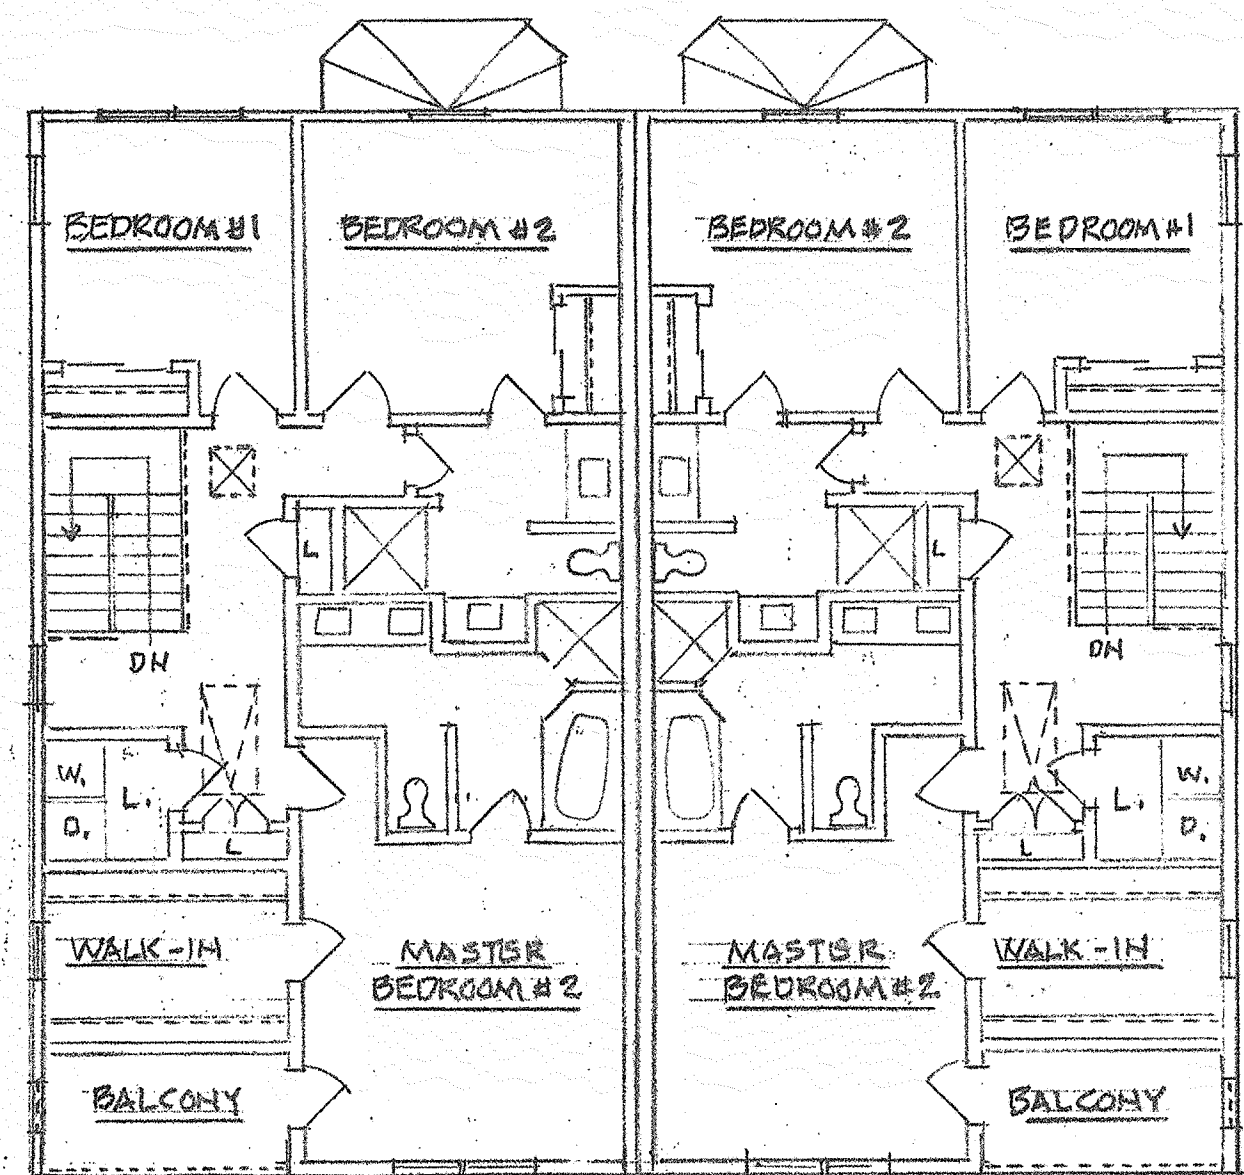 BEDROOM #1
BEDROOM #2
BEDROOM #2
BEDROOM #1
L
L
DN
DN
W.
L.
D.
L
L.
W.
D.
L
WALK-IN
MASTER
BEDROOM #2
MASTER
BEDROOM #2
WALK-IN
BALCONY
BALCONY